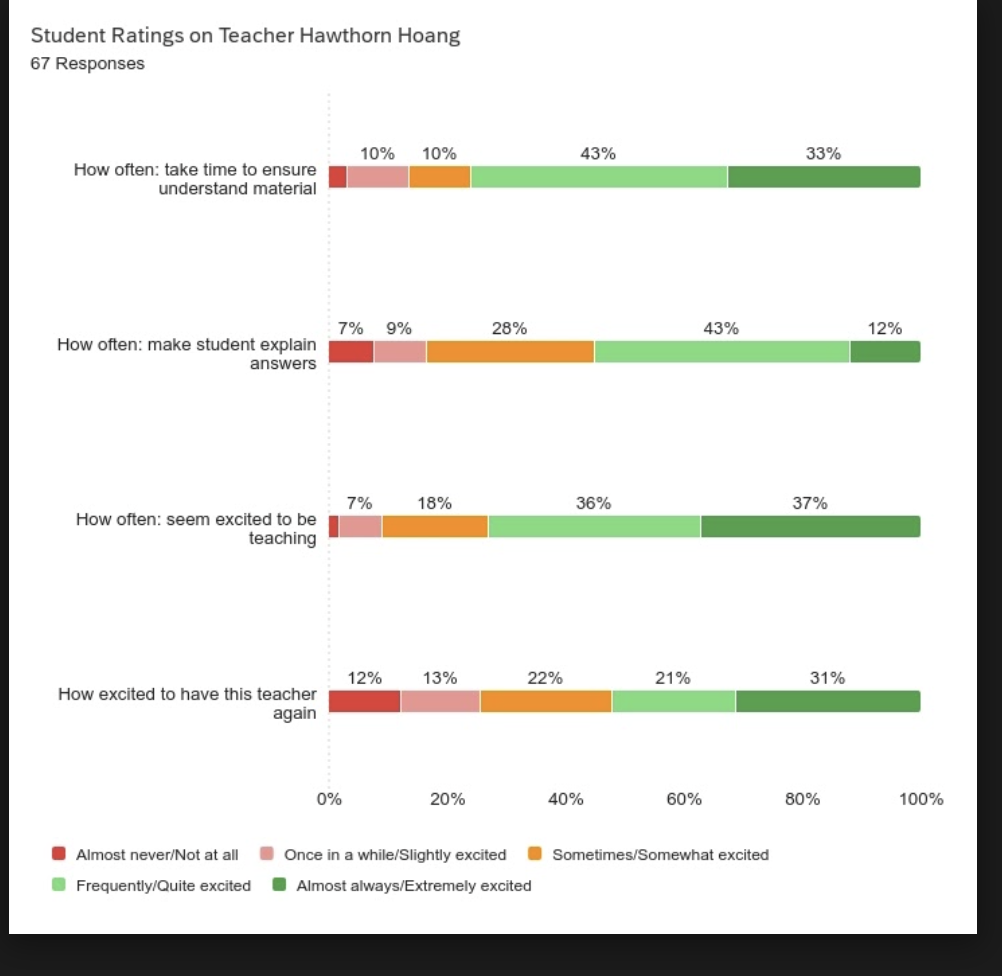 Student Ratings on Teacher Hawthorn Hoang
67 Responses
10% 10% 43% 33%
How often: take time to ensure
understand material
7% 9% 28% 43% 12%
How often: make student explain
answers
7% 18% 36% 37%
How often: seem excited to be
teaching
12% 13% 22% 21% 31%
How excited to have this teacher
again
0% 20% 40% 60% 80% 100%
Almost never/Not at all Once in a while/Slightly excited Sometimes/Somewhat excited
Frequently/Quite excited Almost always/Extremely excited